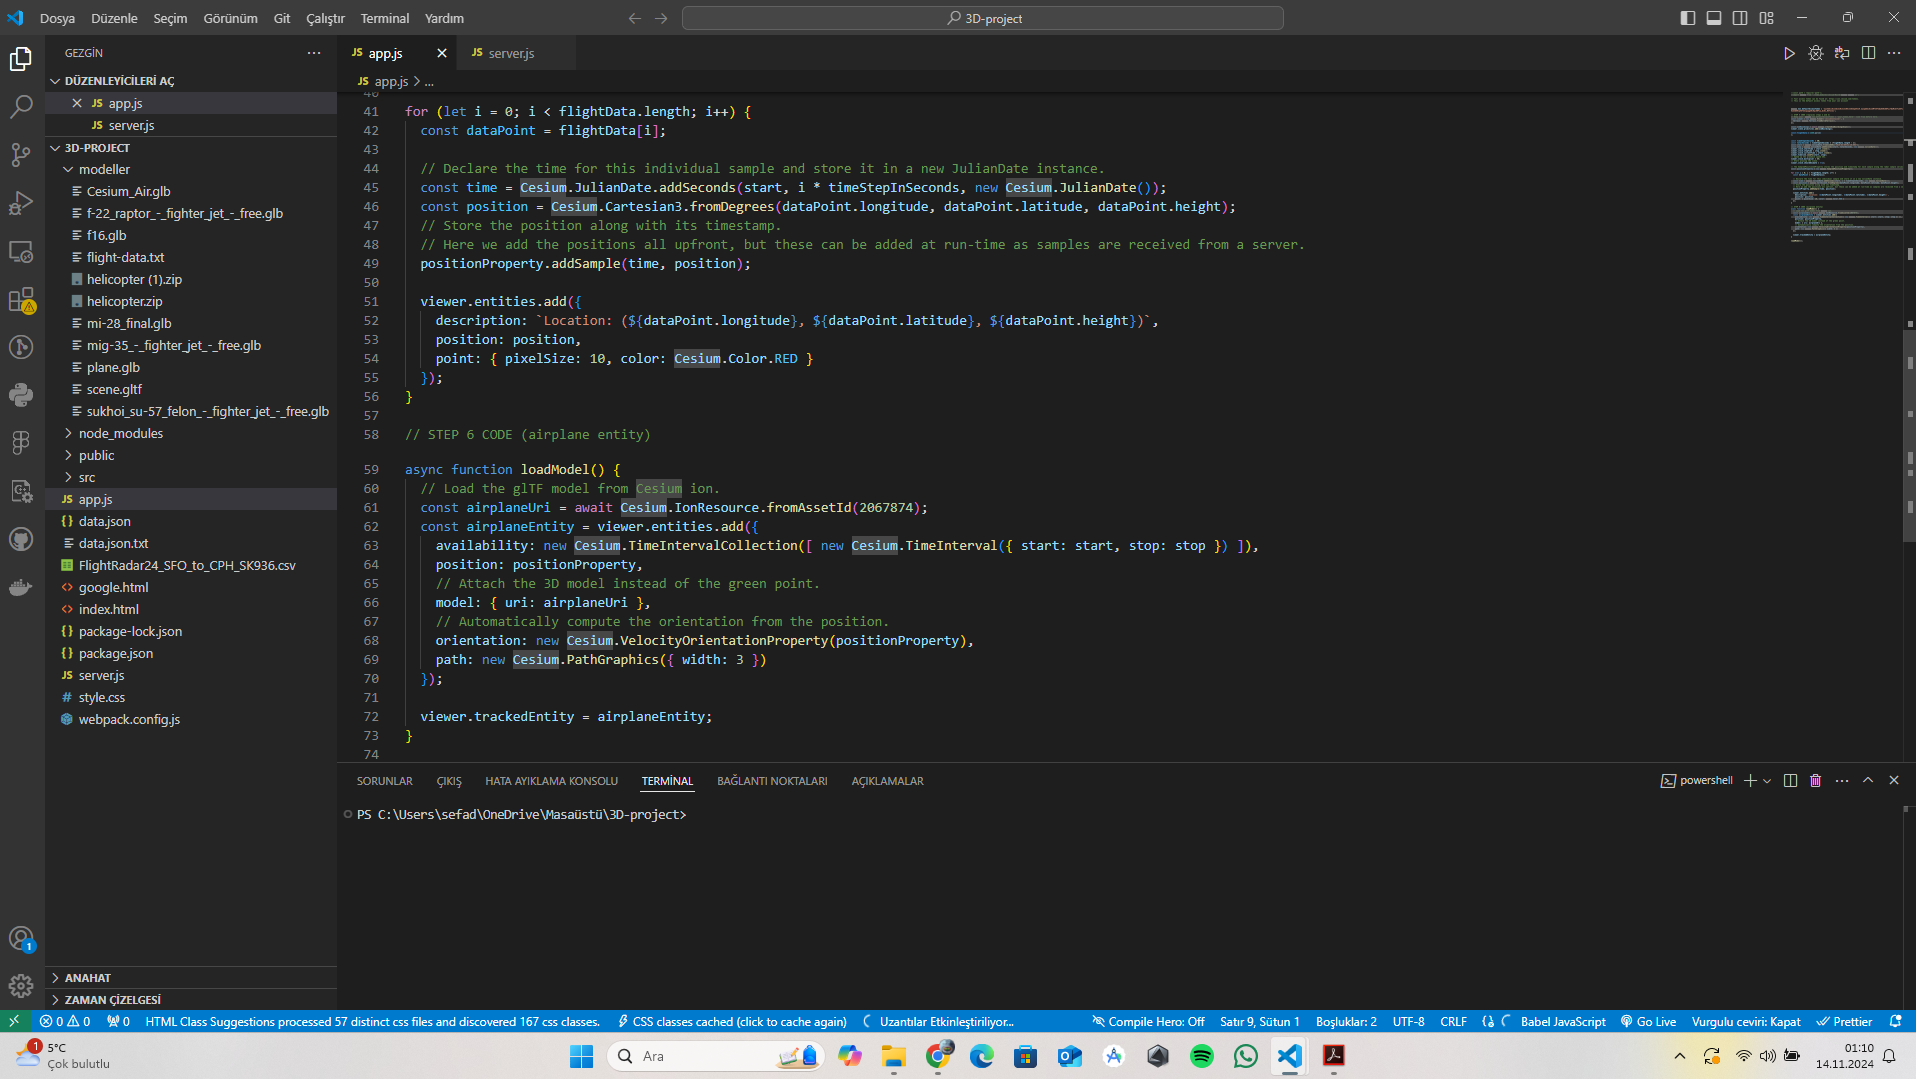 Dosya Düzenle Seçim Görünüm Git Çalıştır Terminal Yardım
3D-project
GEZGİN
JS app.js
JS server.js
DÜZENLEYİCİLERİ AÇ
JS app.js
JS server.js
3D-PROJECT
modeller
Cesium_Air.glb
f-22_raptor_-_fighter_jet_-_free.glb
f16.glb
flight-data.txt
helicopter (1).zip
helicopter.zip
mi-28_final.glb
mig-35_-_fighter_jet_-_free.glb
plane.glb
scene.gltf
sukhoi_su-57_felon_-_fighter_jet_-_free.glb
node_modules
public
src
JS app.js
{} data.json
data.json.txt
FlightRadar24_SFO_to_CPH_SK936.csv
<> google.html
<> index.html
{} package-lock.json
{} package.json
JS server.js
# style.css
webpack.config.js
ANAHAT
ZAMAN ÇİZELGESİ
JS app.js > ...
40
41 for (let i = 0; i < flightData.length; i++) {
42 const dataPoint = flightData[i];
43
44 // Declare the time for this individual sample and store it in a new JulianDate instance.
45 const time = Cesium.JulianDate.addSeconds(start, i * timeStepInSeconds, new Cesium.JulianDate());
46 const position = Cesium.Cartesian3.fromDegrees(dataPoint.longitude, dataPoint.latitude, dataPoint.height);
47 // Store the position along with its timestamp.
48 // Here we add the positions all upfront, but these can be added at run-time as samples are received from a server.
49 positionProperty.addSample(time, position);
50
51 viewer.entities.add({
52 description: `Location: (${dataPoint.longitude}, ${dataPoint.latitude}, ${dataPoint.height})`,
53 position: position,
54 point: { pixelSize: 10, color: Cesium.Color.RED }
55 });
56 }
57
58 // STEP 6 CODE (airplane entity)
59 async function loadModel() {
60 // Load the glTF model from Cesium ion.
61 const airplaneUri = await Cesium.IonResource.fromAssetId(2067874);
62 const airplaneEntity = viewer.entities.add({
63 availability: new Cesium.TimeIntervalCollection([ new Cesium.TimeInterval({ start: start, stop: stop }) ]),
64 position: positionProperty,
65 // Attach the 3D model instead of the green point.
66 model: { uri: airplaneUri },
67 // Automatically compute the orientation from the position.
68 orientation: new Cesium.VelocityOrientationProperty(positionProperty),
69 path: new Cesium.PathGraphics({ width: 3 })
70 });
71
72 viewer.trackedEntity = airplaneEntity;
73 }
74
SORUNLAR ÇIKIŞ HATA AYIKLAMA KONSOLU TERMİNAL BAĞLANTI NOKTALARI AÇIKLAMALAR
powershell
PS C:\Users\sefad\OneDrive\Masaüstü\3D-project>
1
0 0 0 HTML Class Suggestions processed 57 distinct css files and discovered 167 css classes. CSS classes cached (click to cache again) Uzantılar Etkinleştiriliyor... Compile Hero: Off Satır 9, Sütun 1 Boşluklar: 2 UTF-8 CRLF {} Babel JavaScript Go Live Vurgulu ceviri: Kapat Prettier
1
5°C
Çok bulutlu
Ara
01:10
14.11.2024